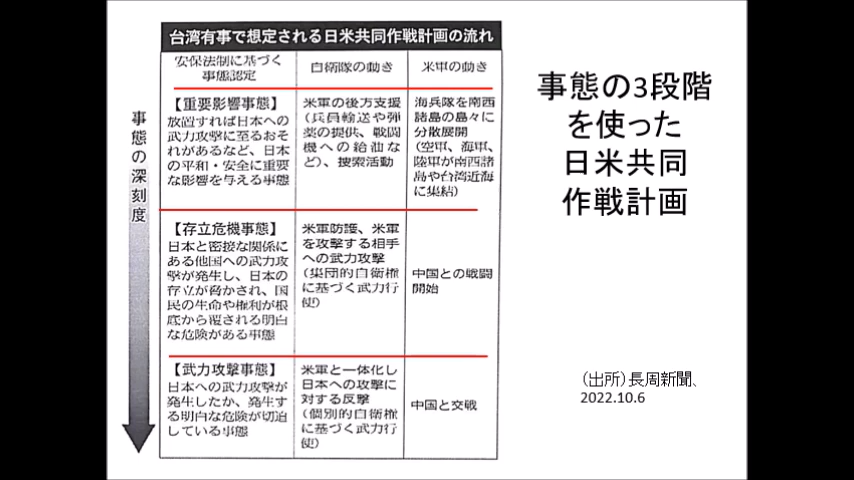 台湾有事で想定される日米共同作戦計画の流れ
安保法制に基づく
事態認定
自衛隊の動き
米軍の動き
事態の深刻度
【重要影響事態】
放置すれば日本への
武力攻撃に至るおそ
れがあるなど、日本
の平和・安全に重要
な影響を与える事態
米軍の後方支援
(兵員輸送や弾
薬の提供、戦闘
機への給油な
ど)、捜索活動
海兵隊を南西
諸島の島々に
分散展開
(空軍、海軍、
陸軍が南西諸
島や台湾近海
に集結)
【存立危機事態】
日本と密接な関係に
ある他国への武力攻
撃が発生し、日本の
存立が脅かされ、国
民の生命や権利が根
底から覆される明白
な危険がある事態
米軍防護、米軍
を攻撃する相手
への武力攻撃
(集団的自衛権
に基づく武力行
使)
中国との戦闘
開始
【武力攻撃事態】
日本への武力攻撃が
発生したか、発生す
る明白な危険が切迫
している事態
米軍と一体化し
日本への攻撃に
対する反撃
(個別的自衛権
に基づく武力行
使)
中国と交戦
事態の3段階
を使った
日米共同
作戦計画
（出所）長周新聞、
2022.10.6